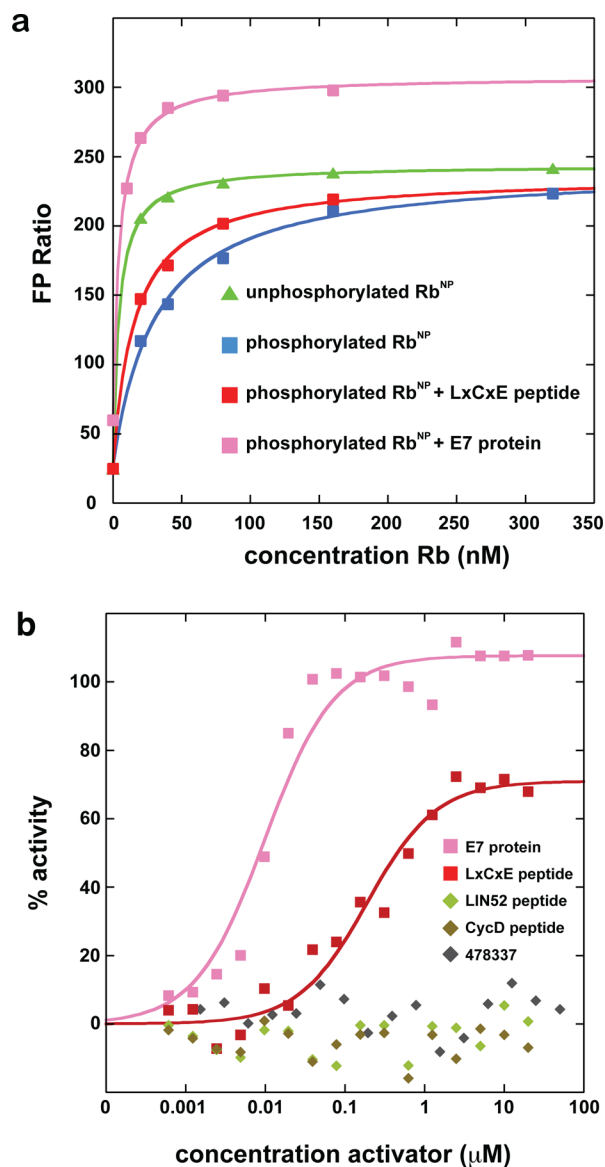 a
FP Ratio
300
250
200
150
100
50
0
unphosphorylated Rb^NP
phosphorylated Rb^NP
phosphorylated Rb^NP + LxCxE peptide
phosphorylated Rb^NP + E7 protein
0 50 100 150 200 250 300
concentration Rb (nM)
b
% activity
100
80
60
40
20
0
E7 protein
LxCxE peptide
LIN52 peptide
CycD peptide
478337
0 0.001 0.01 0.1 1 10 100
concentration activator (μM)